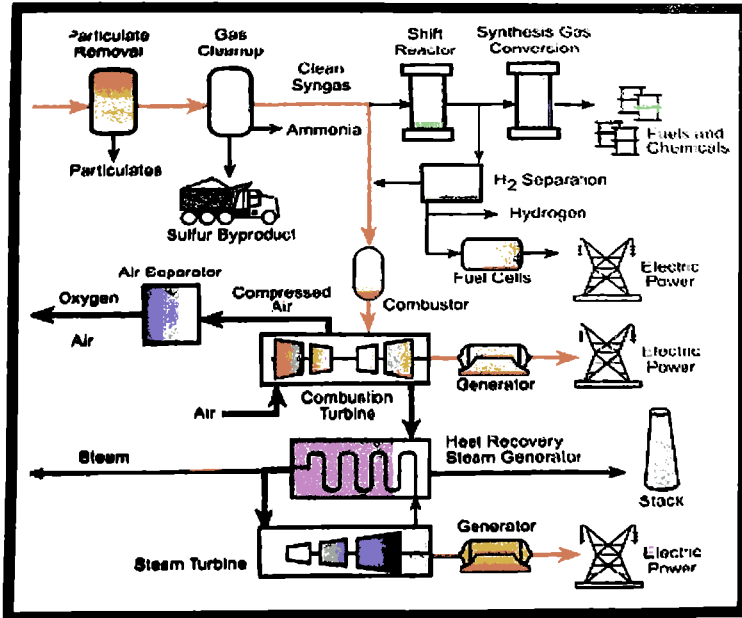 Particulate
Removal
Gas
Cleanup
Clean
Syngas
Shift
Reactor
Synthesis Gas
Conversion
Ammonia
Particulates
Sulfur Byproduct
Fuels and
Chemicals
H2 Separation
Hydrogen
Fuel Cells
Electric
Power
Air Separator
Oxygen
Air
Compressed
Air
Combustor
Generator
Electric
Power
Air
Combustion
Turbine
Steam
Heat Recovery
Steam Generator
Stack
Steam Turbine
Generator
Electric
Power